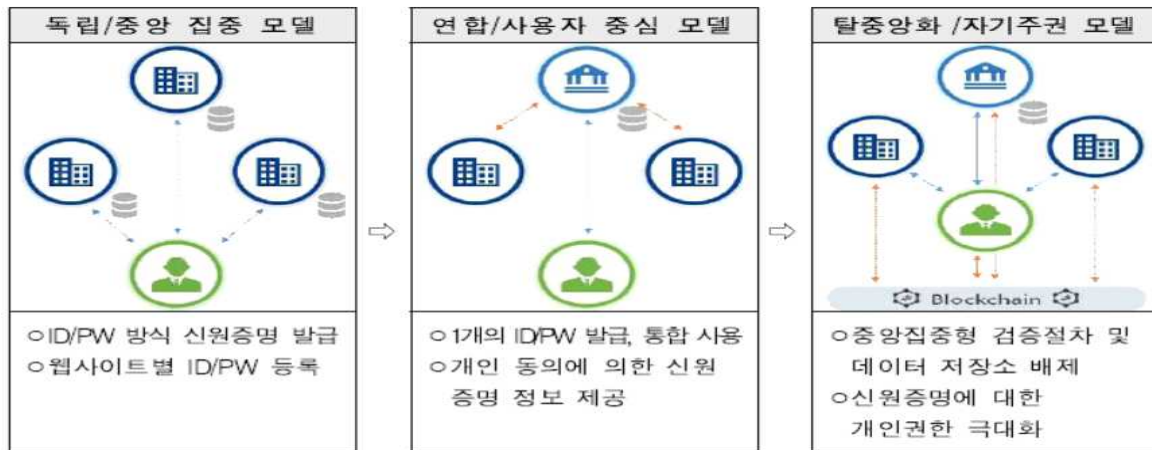 독립/중앙 집중 모델
연합/사용자 중심 모델
탈중앙화 /자기주권 모델
Blockchain
○ID/PW 방식 신원증명 발급
○웹사이트별 ID/PW 등록
○1개의 ID/PW 발급, 통합 사용
○개인 동의에 의한 신원
증명 정보 제공
○중앙집중형 검증절차 및
데이터 저장소 배제
○신원증명에 대한
개인권한 극대화